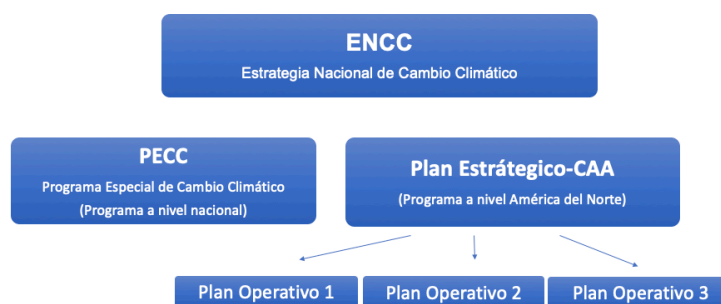 ENCC
Estrategia Nacional de Cambio Climático
PECC
Programa Especial de Cambio Climático
(Programa a nivel nacional)
Plan Estrátegico-CAA
(Programa a nivel América del Norte)
Plan Operativo 1
Plan Operativo 2
Plan Operativo 3